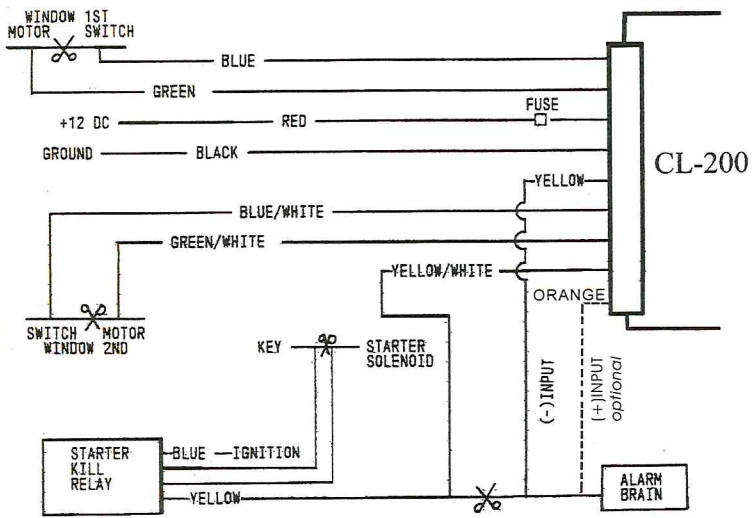 WINDOW 1ST
MOTOR SWITCH
BLUE
GREEN
FUSE
+12 DC RED
GROUND BLACK
CL-200
YELLOW
BLUE/WHITE
GREEN/WHITE
YELLOW/WHITE
ORANGE
SWITCH MOTOR
WINDOW 2ND
KEY STARTER
SOLENOID
(-)INPUT
(+)INPUT
optional
STARTER
KILL
RELAY
BLUE IGNITION
YELLOW
ALARM
BRAIN